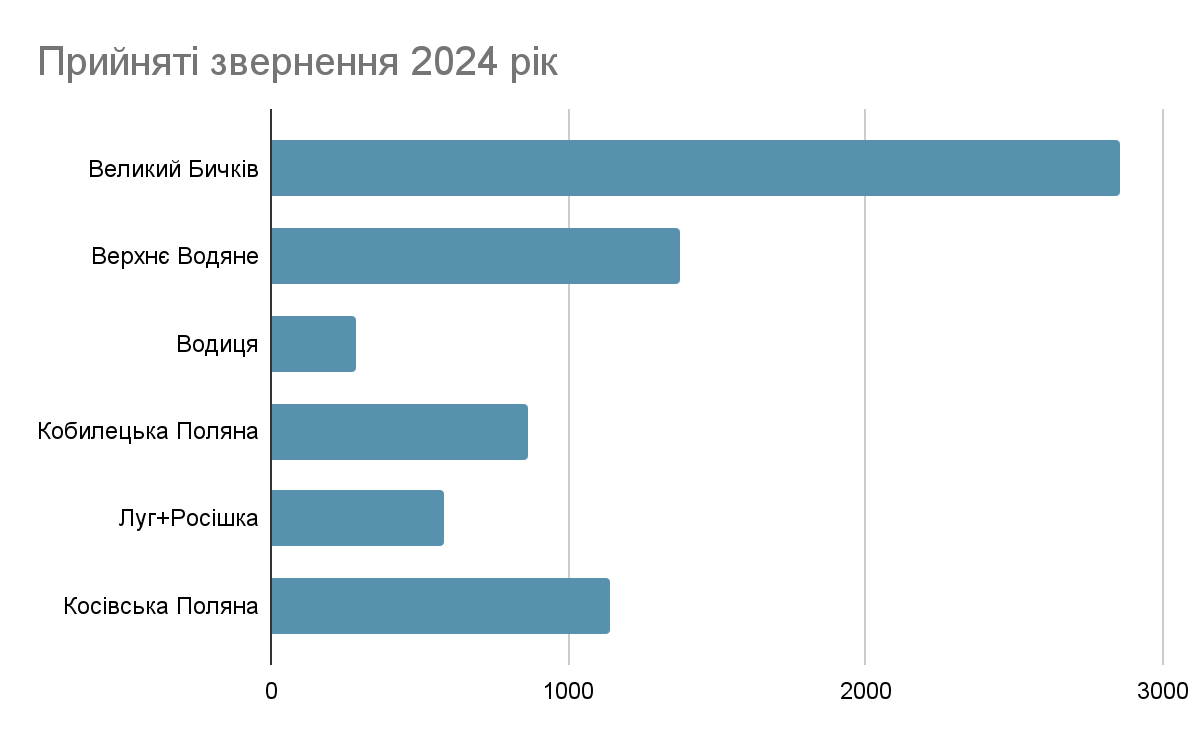 Прийняті звернення 2024 рік
Великий Бичків
Верхнє Водяне
Водиця
Кобилецька Поляна
Луг+Росішка
Косівська Поляна
0 1000 2000 3000